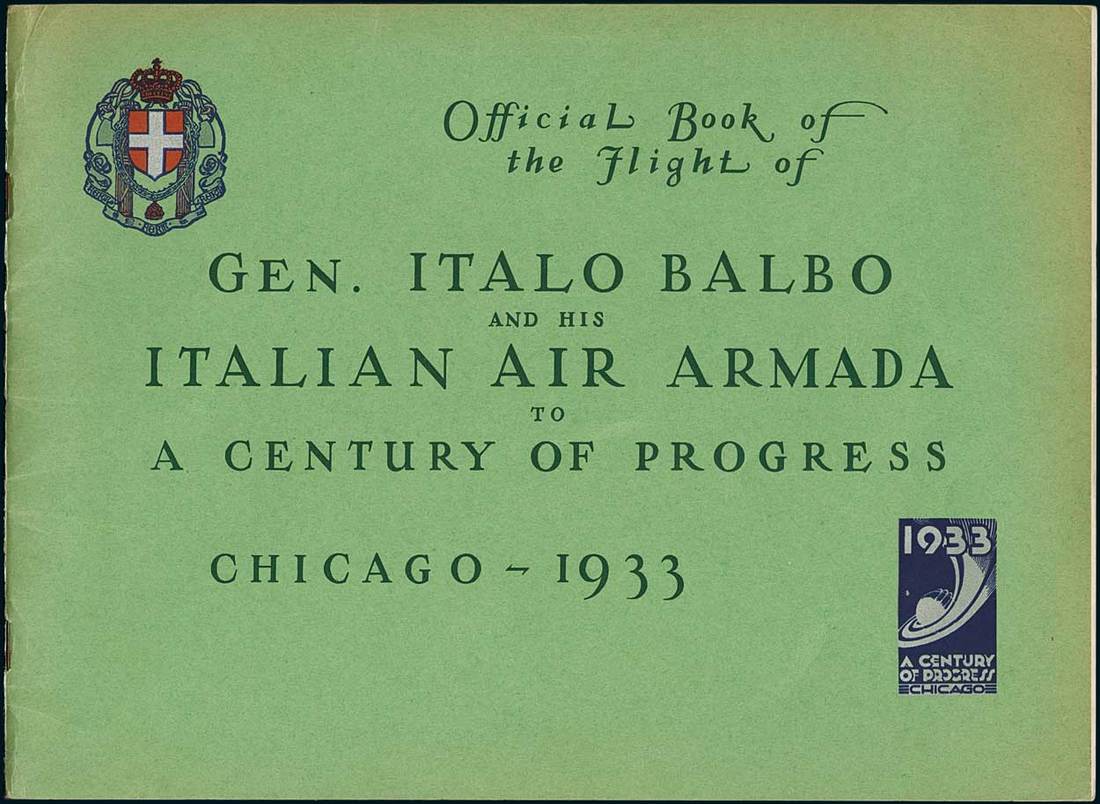 Official Book of
the Flight of
GEN. ITALO BALBO
AND HIS
ITALIAN AIR ARMADA
TO
A CENTURY OF PROGRESS
CHICAGO - 1933
1933
A CENTURY
OF PROGRESS
CHICAGO